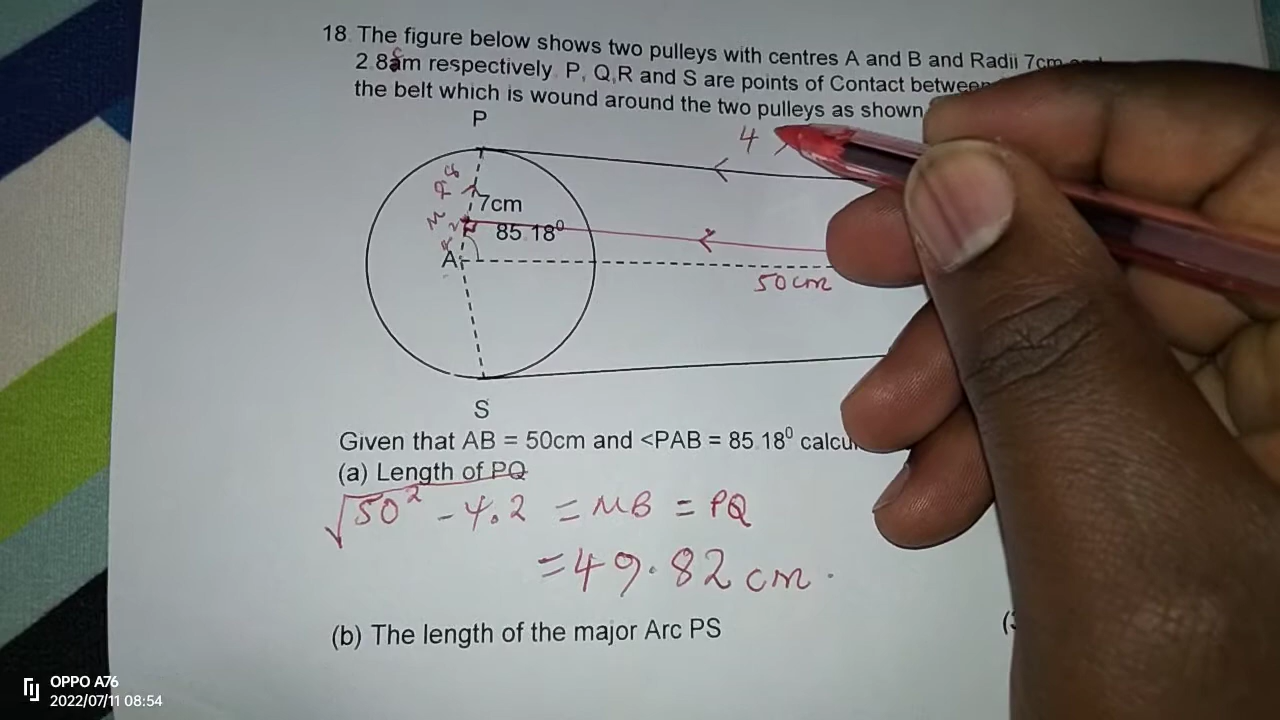 18 The figure below shows two pulleys with centres A and B and Radii 7cm
2 8cm respectively P, Q,R and S are points of Contact between
the belt which is wound around the two pulleys as shown
P
4
7cm
M
85 18⁰
A
50cm
S
Given that AB = 50cm and <PAB = 85 18⁰
(a) Length of PQ
√50² - 4.2 = MB = PQ
= 49.82 cm.
(b) The length of the major Arc PS
OPPO A76
2022/07/11 08:54